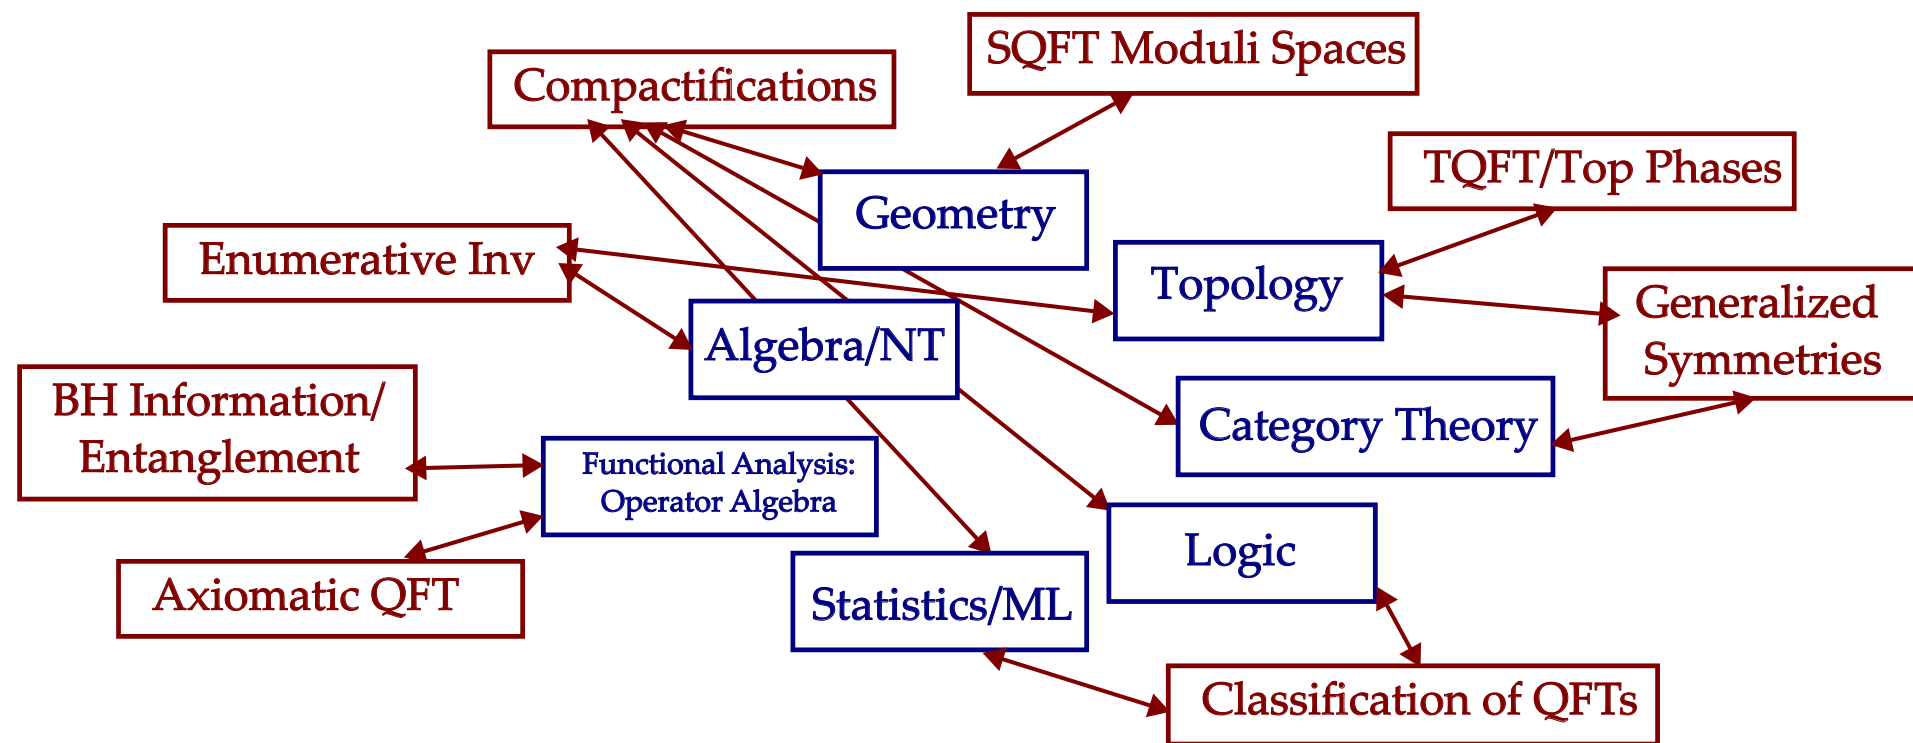 SQFT Moduli Spaces
Compactifications
TQFT/Top Phases
Geometry
Enumerative Inv
Topology
Generalized
Symmetries
Algebra/NT
BH Information/
Entanglement
Category Theory
Functional Analysis:
Operator Algebra
Logic
Axiomatic QFT
Statistics/ML
Classification of QFTs